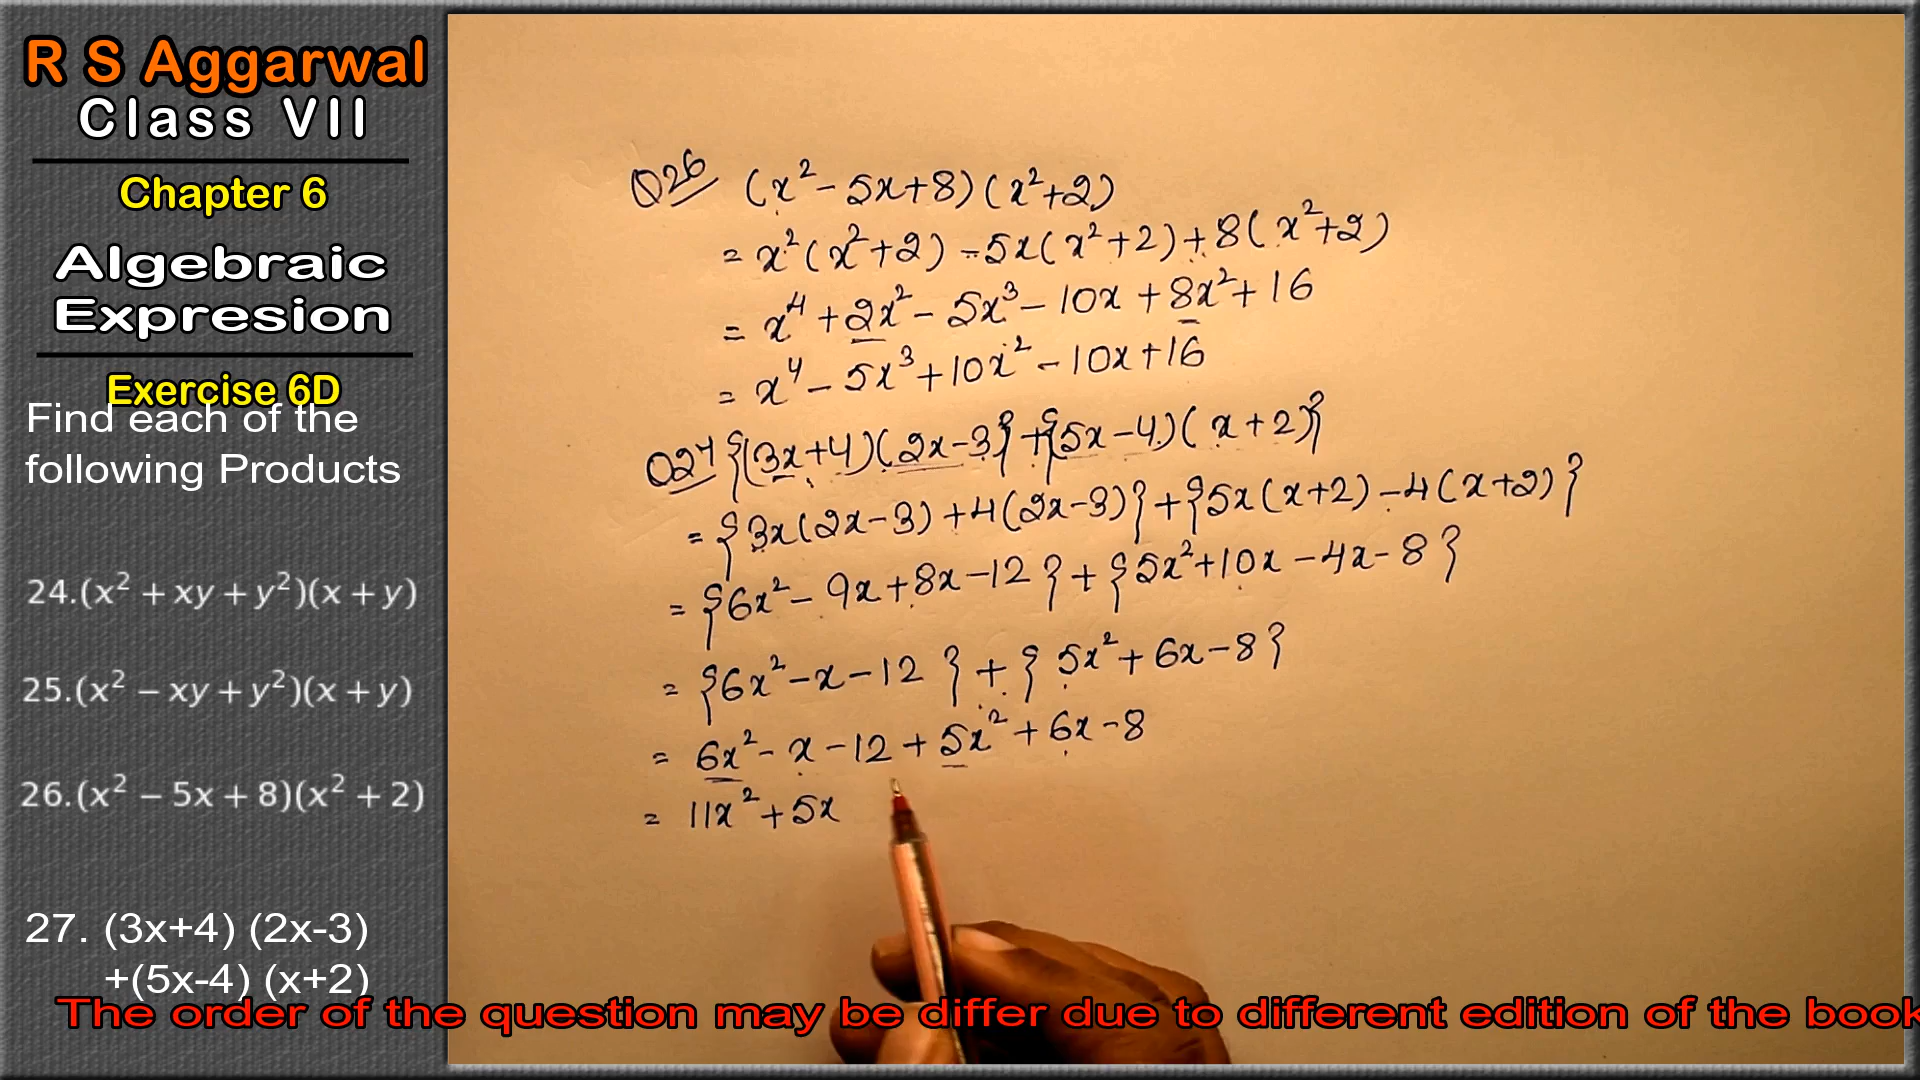 R S Aggarwal
Class VII
Chapter 6
Algebraic
Expresion
Exercise 6D
Find each of the
following Products
24.(x² + xy + y²)(x + y)
25.(x² − xy + y²)(x + y)
26.(x² − 5x + 8)(x² + 2)
27. (3x+4) (2x-3)
+(5x-4) (x+2)
Q26 (x² - 5x+8)(x²+2)
= x²(x²+2) - 5x(x²+2) + 8(x²+2)
= x⁴ + 2x² - 5x³ - 10x + 8x² + 16
= x⁴ - 5x³ + 10x² - 10x + 16
Q27 {(3x+4)(2x-3} + {5x-4)(x+2)}
= {3x(2x-3) + 4(2x-3)} + {5x(x+2) - 4(x+2)}
= {6x² - 9x + 8x - 12} + {5x² + 10x - 4x - 8}
= {6x² - x - 12} + {5x² + 6x - 8}
= 6x² - x - 12 + 5x² + 6x - 8
= 11x² + 5x
The order of the question may be differ due to different edition of the book